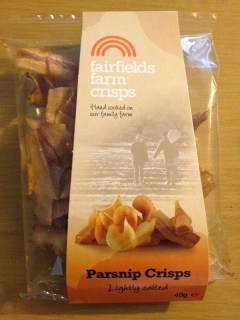 fairfields
farm
crisps
Hand cooked on
our family farm
Parsnip Crisps
Lightly salted
40g e